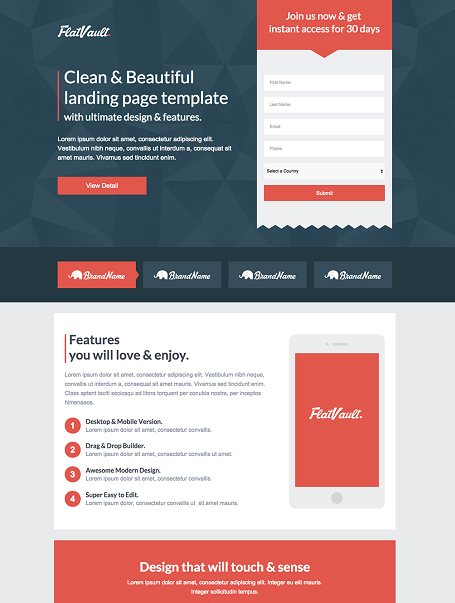 FlatVault.
Join us now & get
instant access for 30 days
Clean & Beautiful
landing page template
with ultimate design & features.
Lorem ipsum dolor sit amet, consectetur adipiscing elit.
Vivamus nibh neque, cursus ut imperdiet a, convallis at
amet mauris. Vivamus sed tincidunt enim.
View Detail
First Name
Last Name
Email
Phone
Select a Country
Submit
BrandName
BrandName
BrandName
BrandName
Features
you will love & enjoy.
Lorem ipsum dolor sit amet, consectetur adipiscing elit. Vivamus nibh neque,
cursus ut imperdiet a, convallis sit amet mauris. Vivamus sed tincidunt enim. Class
aptent taciti sociosqu ad litora torquent per conubia nostra, per inceptos
himenaeos.
1 Desktop & Mobile Version.
Lorem ipsum dolor sit amet, consectetur convallis.
2 Drag & Drop Builder.
Lorem ipsum dolor sit amet, consectetur convallis ut amet.
3 Awesome Modern Design.
Lorem ipsum dolor sit amet, consectetur convallis.
4 Super Easy to Edit.
Lorem ipsum dolor sit amet, consectetur convallis ut sit amet mauris.
FlatVault.
Design that will touch & sense
Lorem ipsum dolor sit amet, consectetur adipiscing elit. Integer eu elit mauris.
Integer sollicitudin tempus.